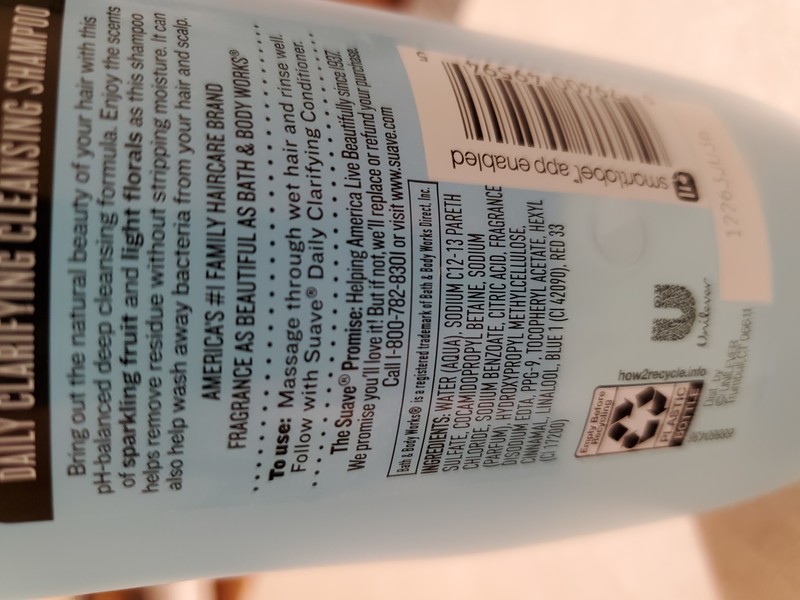 DAILY CLARIFYING CLEANSING SHAMPOO
Bring out the natural beauty of your hair with this
pH-balanced deep cleansing formula. Enjoy the scents
of sparkling fruit and light florals as this shampoo
helps remove residue without stripping moisture. It can
also help wash away bacteria from your hair and scalp.
AMERICA'S #1 FAMILY HAIRCARE BRAND
FRAGRANCE AS BEAUTIFUL AS BATH & BODY WORKS®
To use: Massage through wet hair and rinse well.
Follow with Suave® Daily Clarifying Conditioner.
The Suave® Promise: Helping America Live Beautifully since 1937.
We promise you'll love it! But if not, we'll replace or refund your purchase.
Call 1-800-782-8301 or visit www.suave.com
Bath & Body Works® is a registered trademark of Bath & Body Works Direct, Inc.
INGREDIENTS: WATER (AQUA), SODIUM C12-13 PARETH
SULFATE, COCAMIDOPROPYL BETAINE, SODIUM
CHLORIDE, SODIUM BENZOATE, CITRIC ACID, FRAGRANCE
(PARFUM), HYDROXYPROPYL METHYLCELLULOSE,
DISODIUM EDTA, PPG-9, TOCOPHERYL ACETATE, HEXYL
CINNAMAL, LINALOOL, BLUE 1 (CI 42090), RED 33
(CI 17200)
how2recycle.info
Empty Before
Recycling
PLASTIC
BOTTLE
Unilever
smartlabel® app enabled